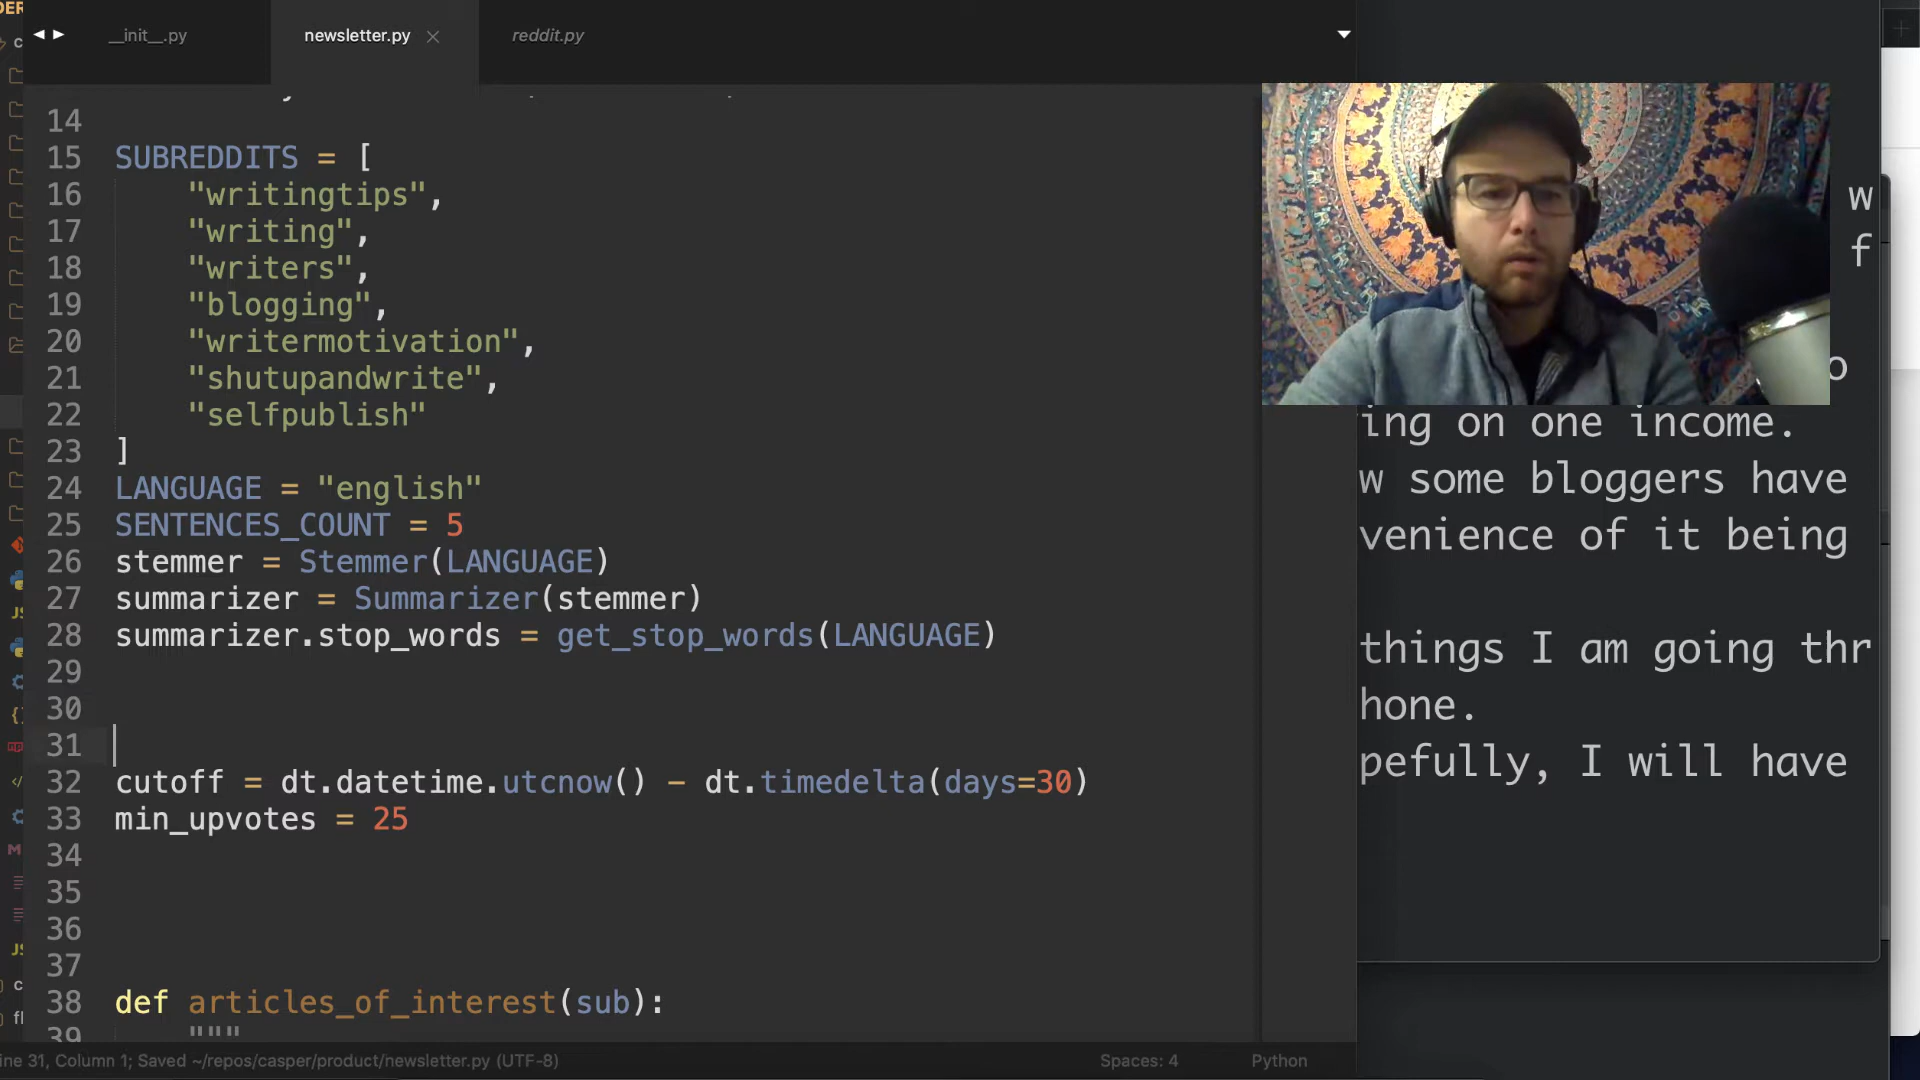 __init__.py
newsletter.py
reddit.py
14
15 SUBREDDITS = [
16 "writingtips",
17 "writing",
18 "writers",
19 "blogging",
20 "writermotivation",
21 "shutupandwrite",
22 "selfpublish"
23 ]
24 LANGUAGE = "english"
25 SENTENCES_COUNT = 5
26 stemmer = Stemmer(LANGUAGE)
27 summarizer = Summarizer(stemmer)
28 summarizer.stop_words = get_stop_words(LANGUAGE)
29
30
31
32 cutoff = dt.datetime.utcnow() - dt.timedelta(days=30)
33 min_upvotes = 25
34
35
36
37
38 def articles_of_interest(sub):
39 """
w
f
o
ing on one income.
w some bloggers have
venience of it being
things I am going thr
hone.
pefully, I will have
ine 31, Column 1; Saved ~/repos/casper/product/newsletter.py (UTF-8)
Spaces: 4
Python